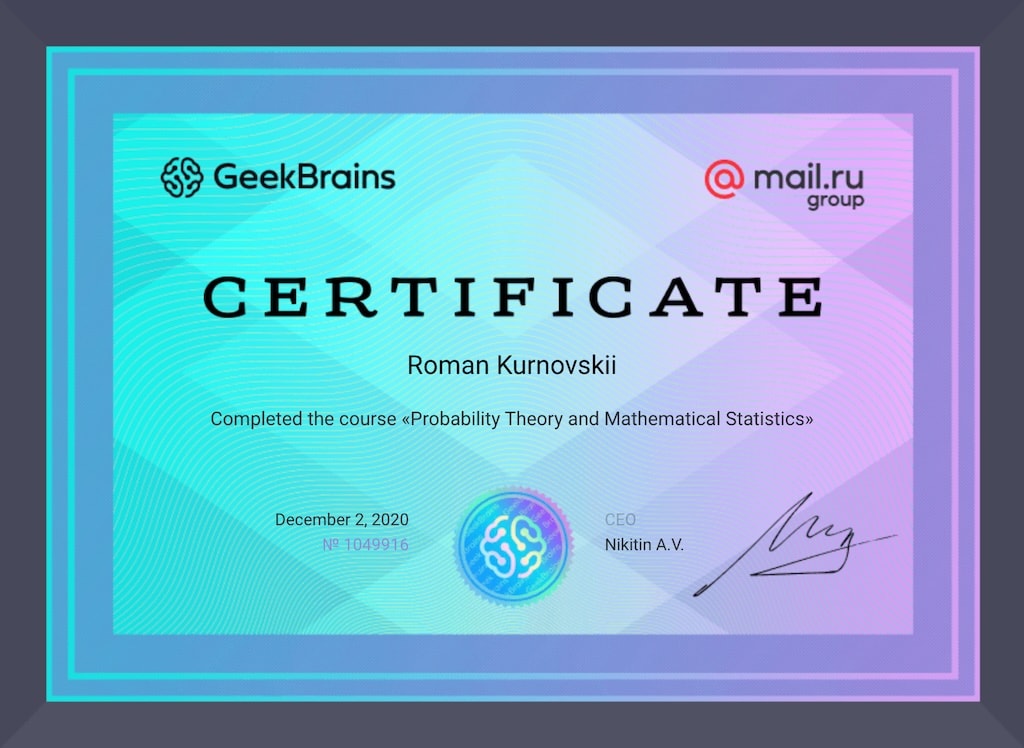 GeekBrains
@mail.ru
group
CERTIFICATE
Roman Kurnovskii
Completed the course «Probability Theory and Mathematical Statistics»
December 2, 2020
№ 1049916
CEO
Nikitin A.V.